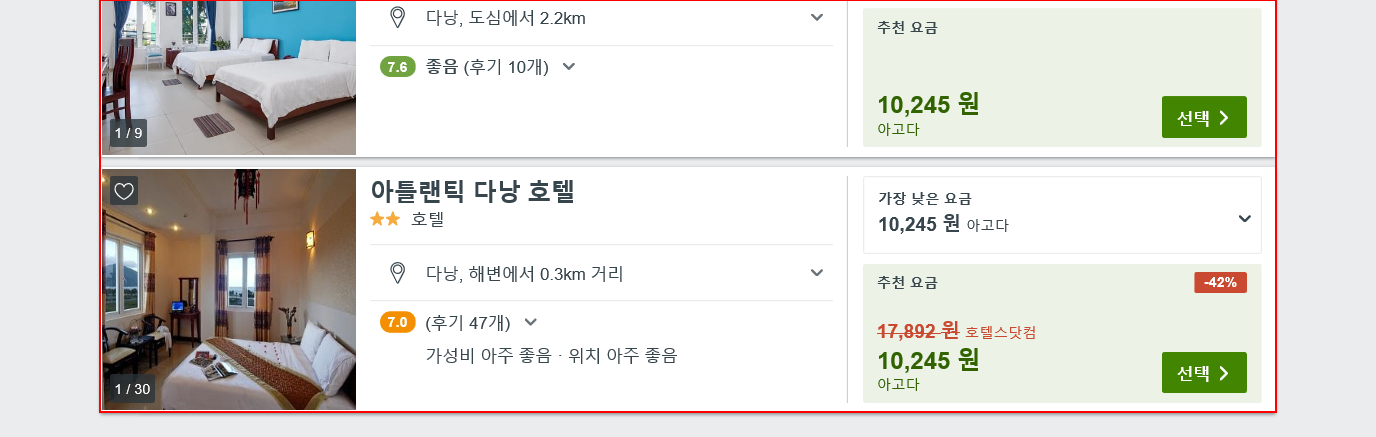 다낭, 도심에서 2.2km
7.6 좋음 (후기 10개)
1 / 9
추천 요금
10,245 원
아고다
선택
아틀랜틱 다낭 호텔
호텔
다낭, 해변에서 0.3km 거리
7.0 (후기 47개)
가성비 아주 좋음 · 위치 아주 좋음
1 / 30
가장 낮은 요금
10,245 원 아고다
추천 요금
-42%
17,892 원 호텔스닷컴
10,245 원
아고다
선택